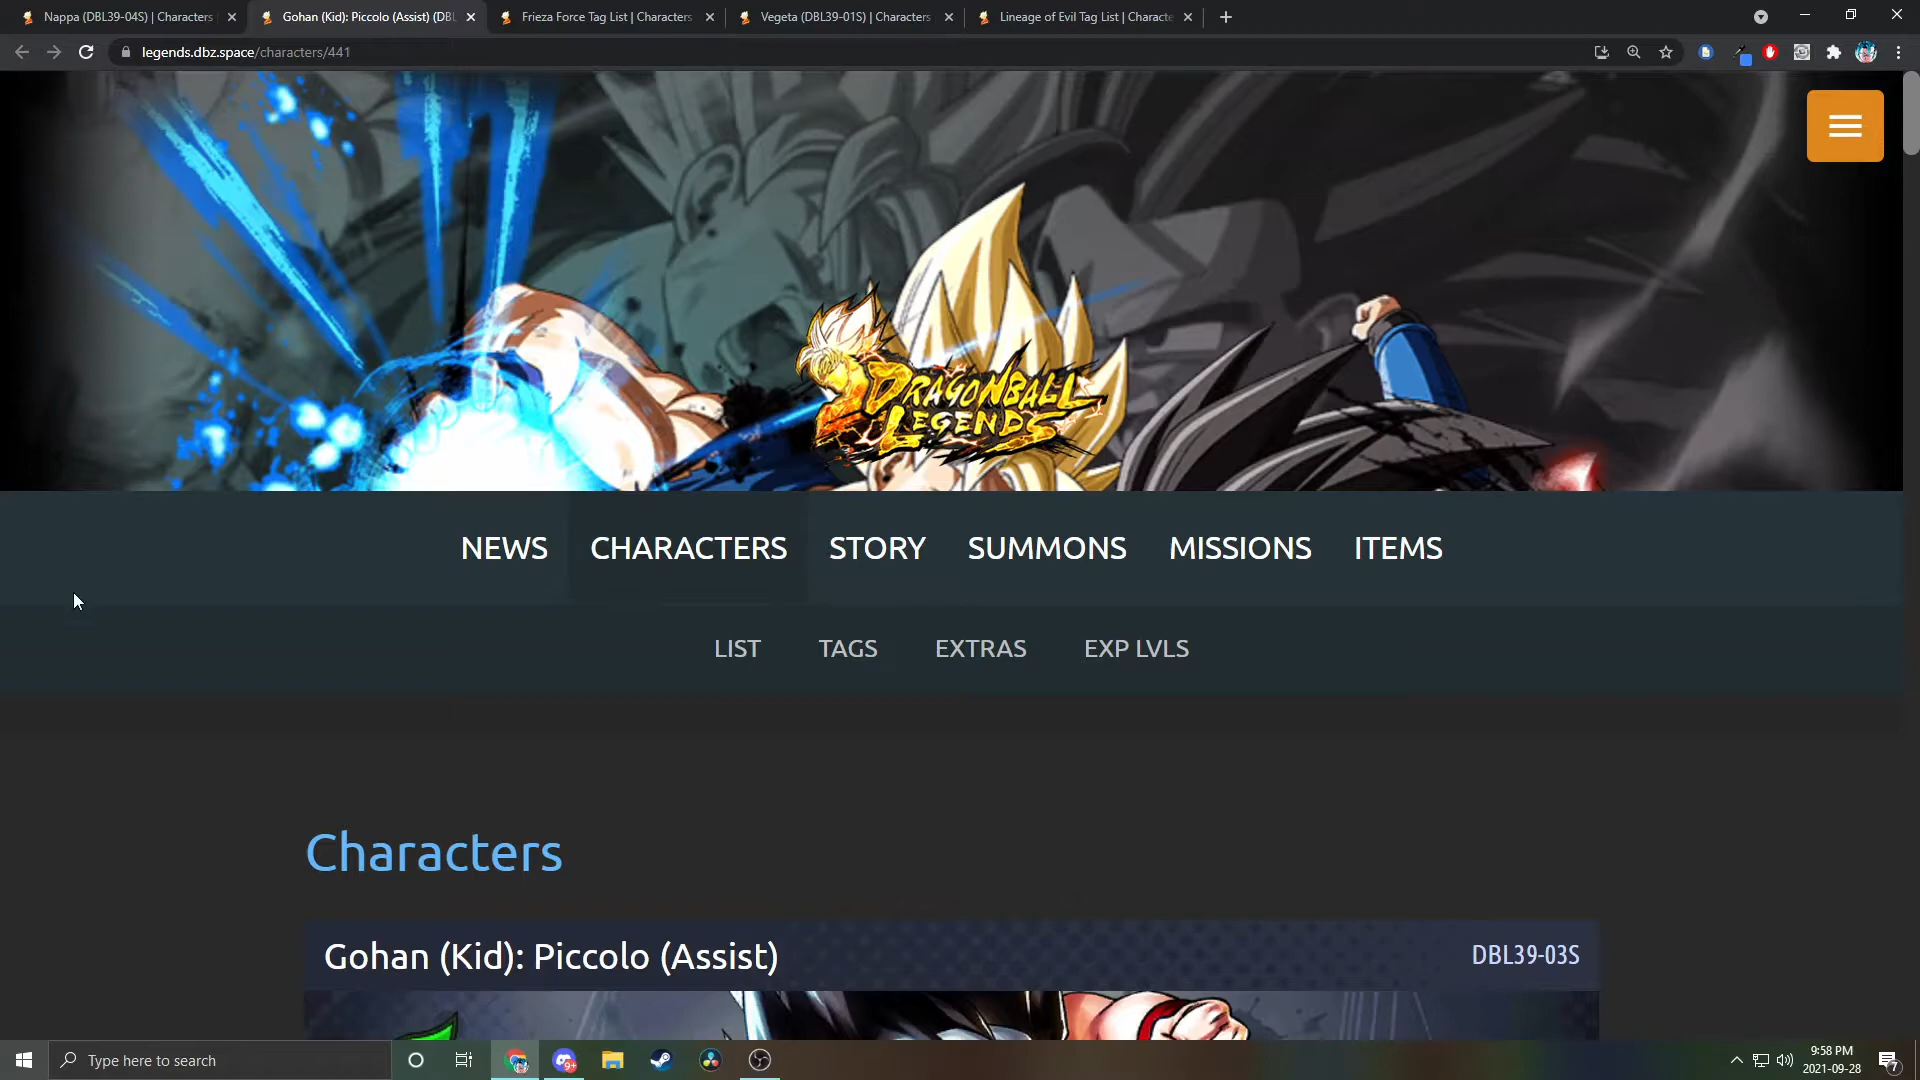 Nappa (DBL39-04S) | Characters
Gohan (Kid): Piccolo (Assist) (DBL
Frieza Force Tag List | Characters
Vegeta (DBL39-01S) | Characters
Lineage of Evil Tag List | Characte
legends.dbz.space/characters/441
DRAGONBALL
LEGENDS
NEWS CHARACTERS STORY SUMMONS MISSIONS ITEMS
LIST TAGS EXTRAS EXP LVLS
Characters
Gohan (Kid): Piccolo (Assist)
DBL39-03S
Type here to search
9+
9:58 PM
2021-09-28
7